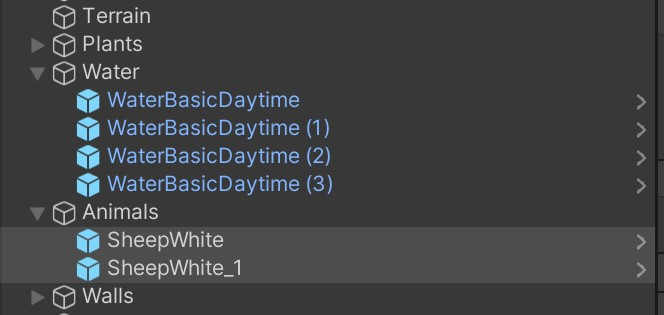 Terrain
Plants
Water
WaterBasicDaytime
WaterBasicDaytime (1)
WaterBasicDaytime (2)
WaterBasicDaytime (3)
Animals
SheepWhite
SheepWhite_1
Walls